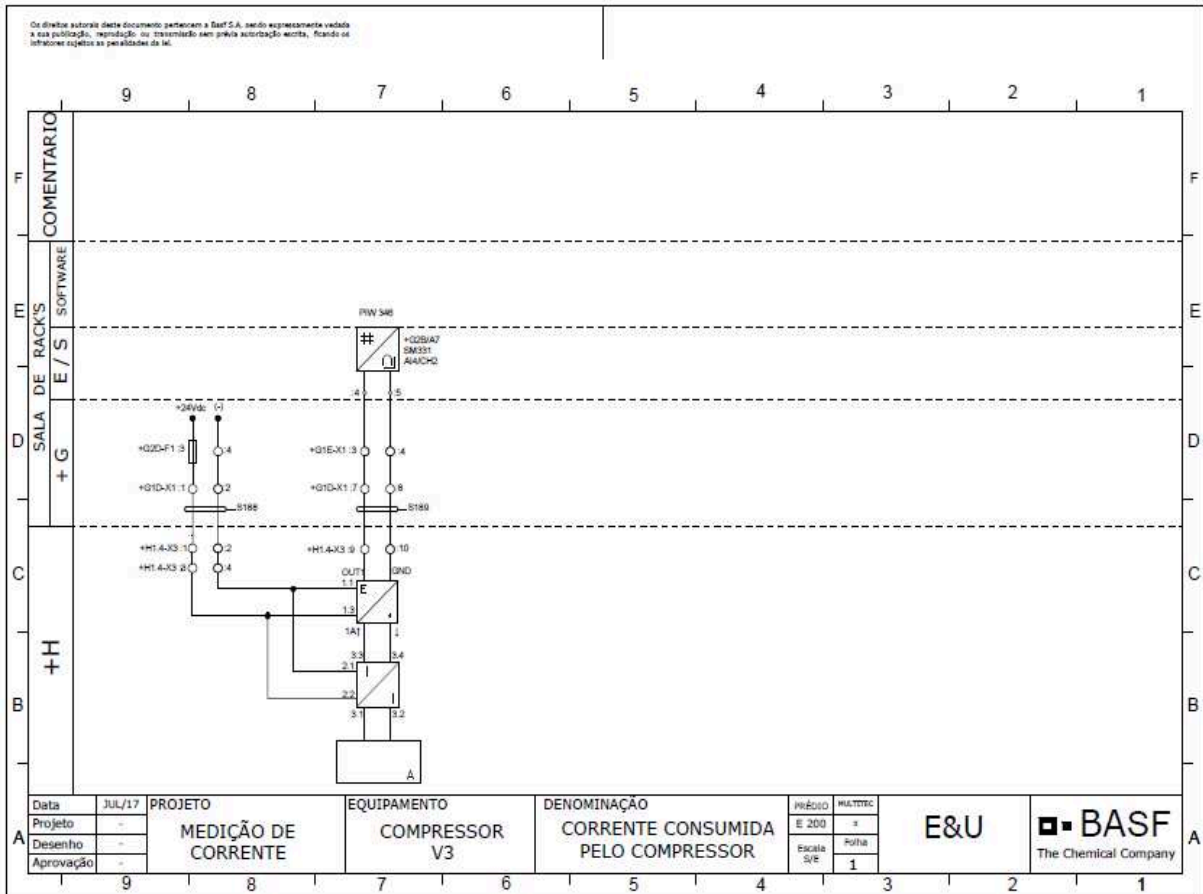 Os direitos autorais deste documento pertencem a Basf S.A. sendo expressamente vedada
a sua publicação, reprodução ou transmissão sem prévia autorização escrita, ficando os
infratores sujeitos as penalidades da lei.
9 8 7 6 5 4 3 2 1
F COMENTARIO F
E SALA DE RACK'S SOFTWARE E
E / S
PIW 346
+G2B/A7
SM331
AI4/CH2
:4 :5
D + G D
+24Vdc (-)
+G2D-F1 :3 :4 +G1E-X1 :3 :4
+G1D-X1 :1 :2 +G1D-X1 :7 :8
S188 S189
C +H C
+H1.4-X3 :1 :2 +H1.4-X3 :9 :10
+H1.4-X3 :4
OUT1 GND
1.1 E
1.3
1A↑ ↓
3.3 3.4
2.1 I
2.2 I
B B
3.1 3.2
A
Data JUL/17
Projeto -
Desenho -
Aprovação -
PROJETO
MEDIÇÃO DE
CORRENTE
EQUIPAMENTO
COMPRESSOR
V3
DENOMINAÇÃO
CORRENTE CONSUMIDA
PELO COMPRESSOR
PRÉDIO MULTITEC
E 200 x
Escala Folha
S/E 1
E&U
BASF
The Chemical Company
A A
9 8 7 6 5 4 3 2 1